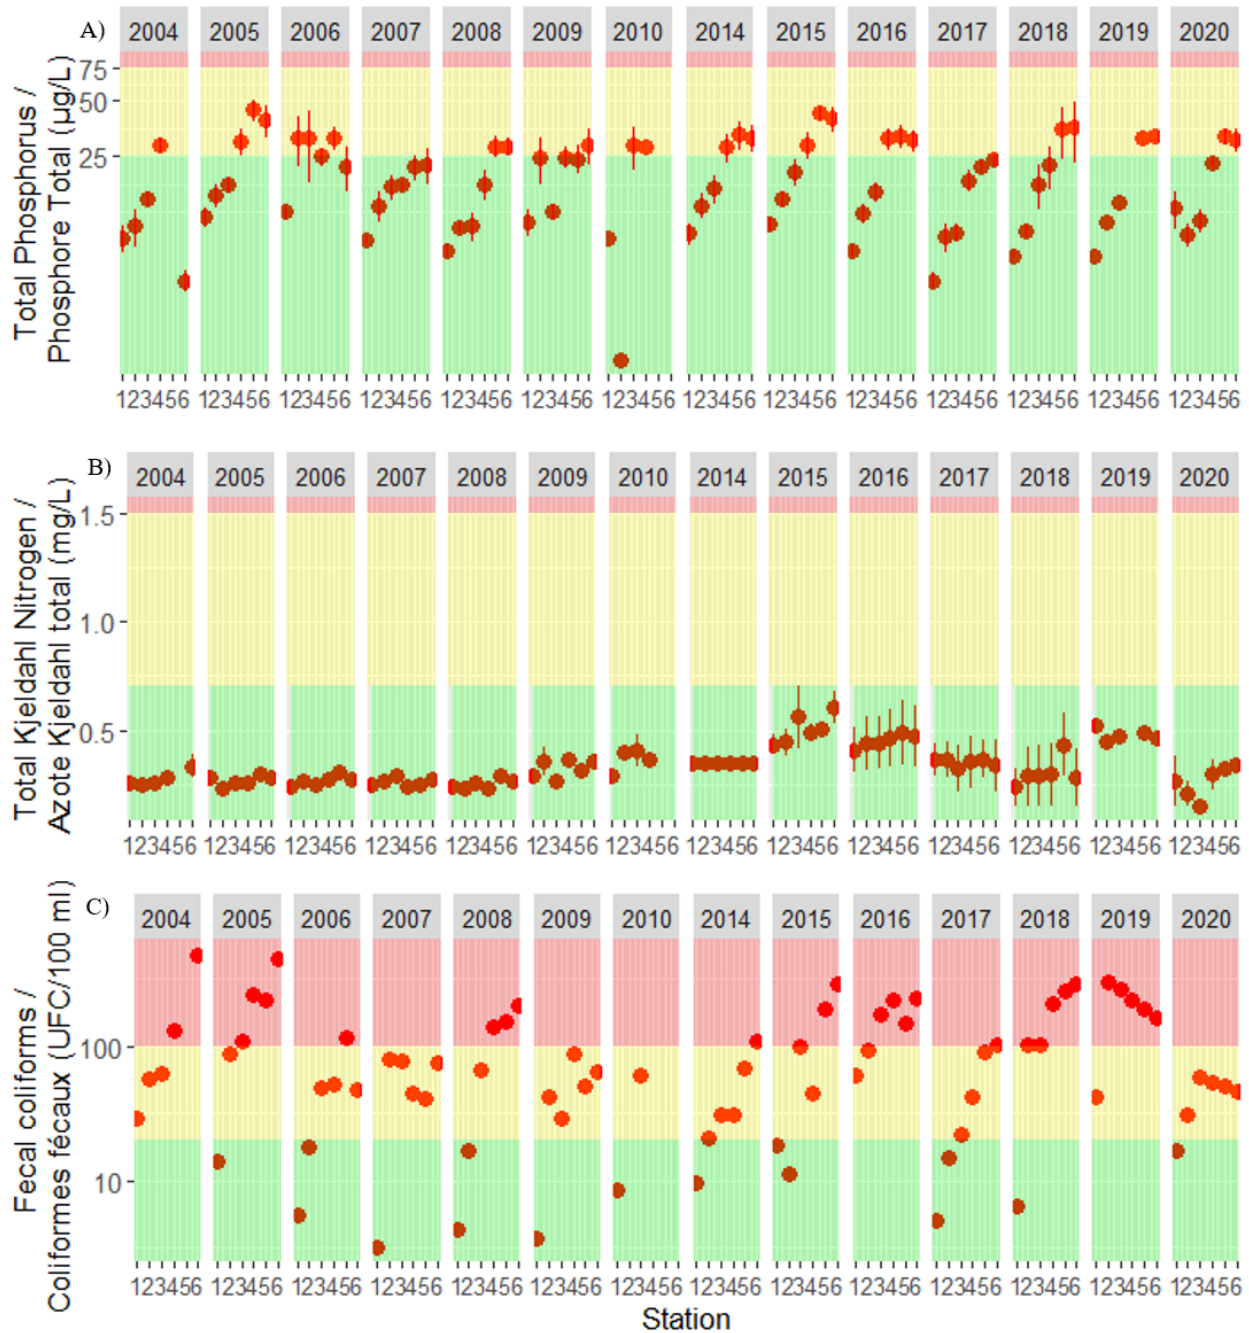 A)
2004 2005 2006 2007 2008 2009 2010 2014 2015 2016 2017 2018 2019 2020
Total Phosphorus /
Phosphore Total (µg/L)
75
50
25
123456 123456 123456 123456 123456 123456 123456 123456 123456 123456 123456 123456 123456 123456
B)
2004 2005 2006 2007 2008 2009 2010 2014 2015 2016 2017 2018 2019 2020
Total Kjeldahl Nitrogen /
Azote Kjeldahl total (mg/L)
1.5
1.0
0.5
123456 123456 123456 123456 123456 123456 123456 123456 123456 123456 123456 123456 123456 123456
C)
2004 2005 2006 2007 2008 2009 2010 2014 2015 2016 2017 2018 2019 2020
Fecal coliforms /
Coliformes fécaux (UFC/100 ml)
100
10
123456 123456 123456 123456 123456 123456 123456 123456 123456 123456 123456 123456 123456 123456
Station